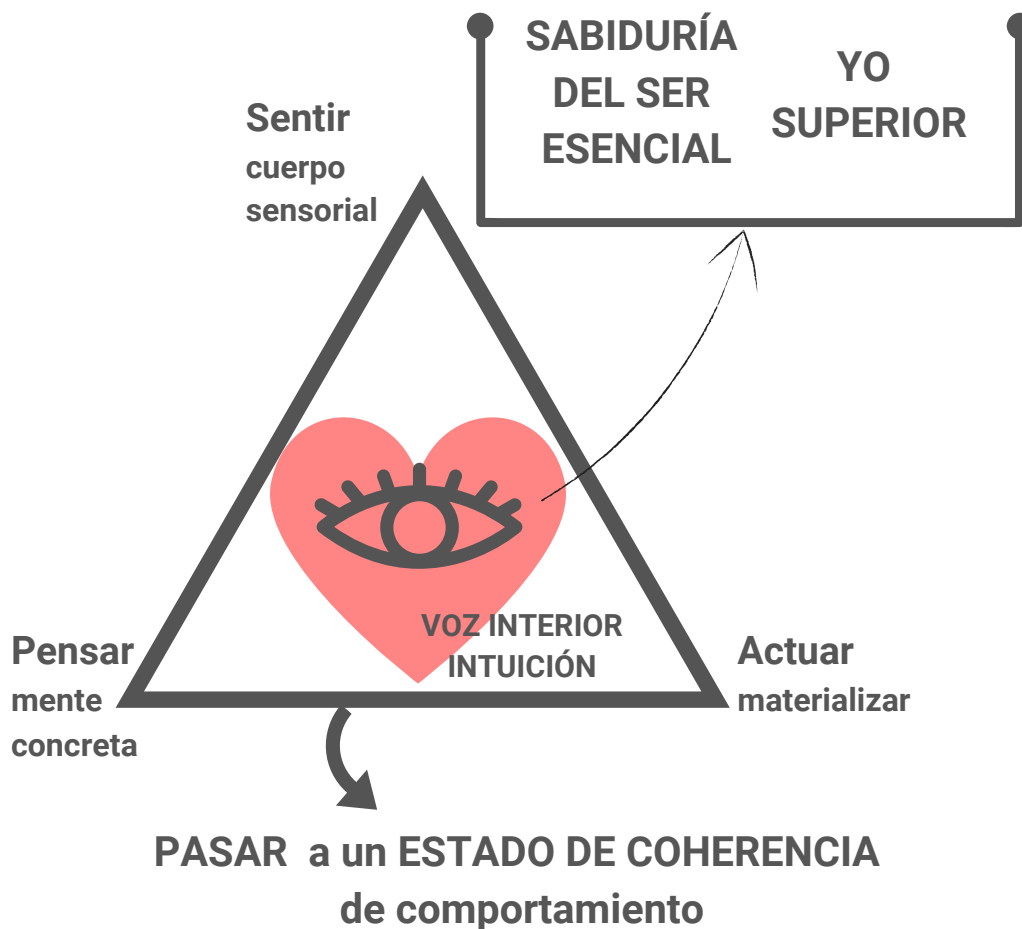 SABIDURÍA
DEL SER
ESENCIAL
YO
SUPERIOR
Sentir
cuerpo
sensorial
VOZ INTERIOR
INTUICIÓN
Pensar
mente
concreta
Actuar
materializar
PASAR a un ESTADO DE COHERENCIA
de comportamiento